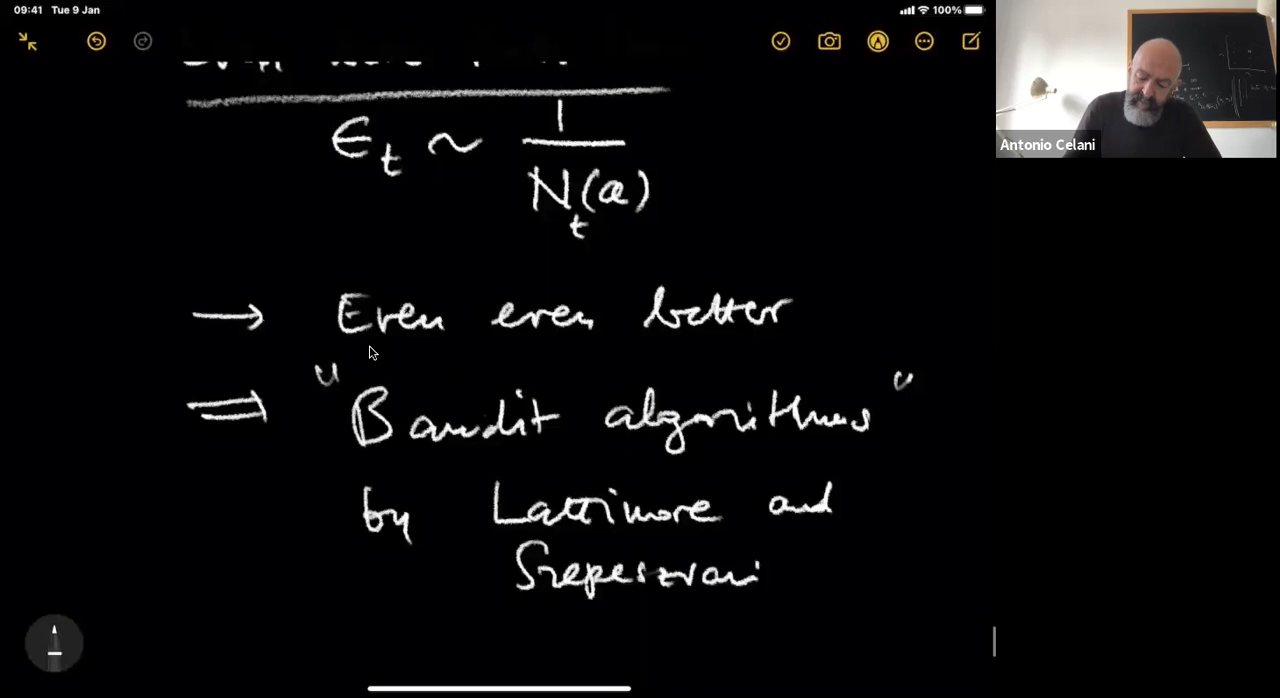 09:41 Tue 9 Jan
100%
Antonio Celani
ϵ_t ~ 1 / N_t(a)
→ Even even better
⇒ "Bandit algorithms"
by Lattimore and
Szepeszvari